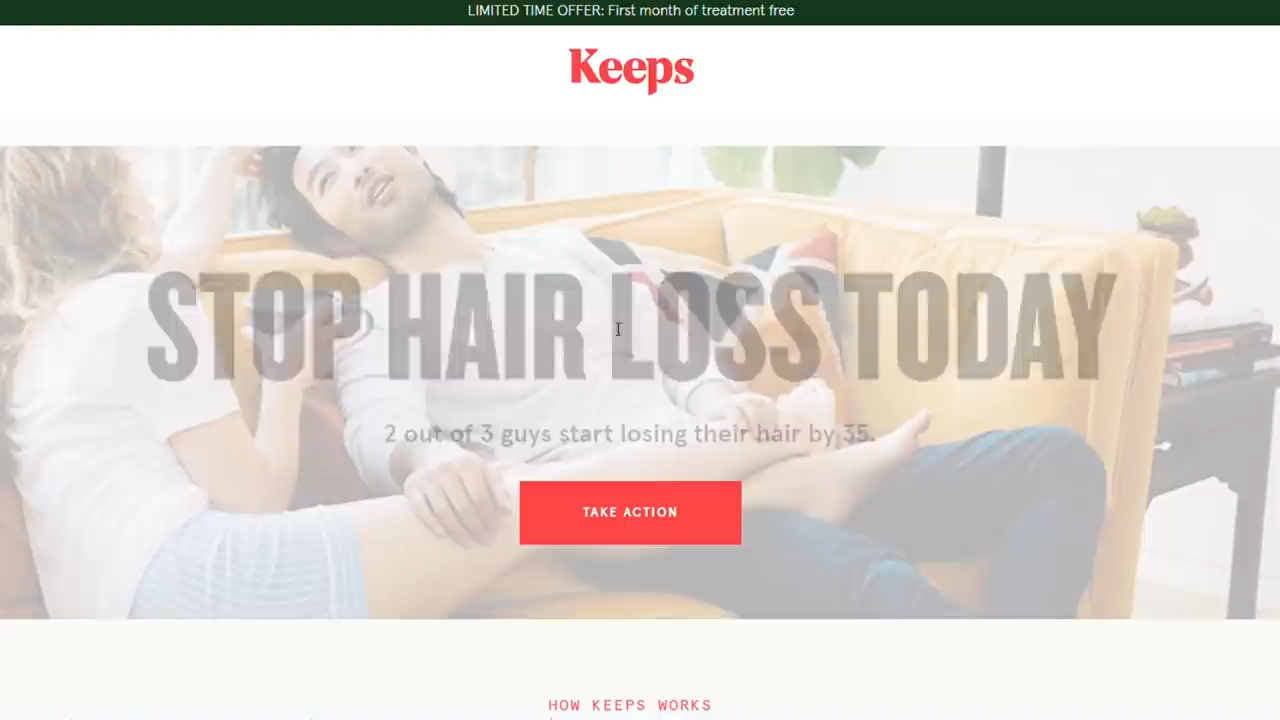 LIMITED TIME OFFER: First month of treatment free
Keeps
STOP HAIR LOSS TODAY
2 out of 3 guys start losing their hair by 35.
TAKE ACTION
HOW KEEPS WORKS